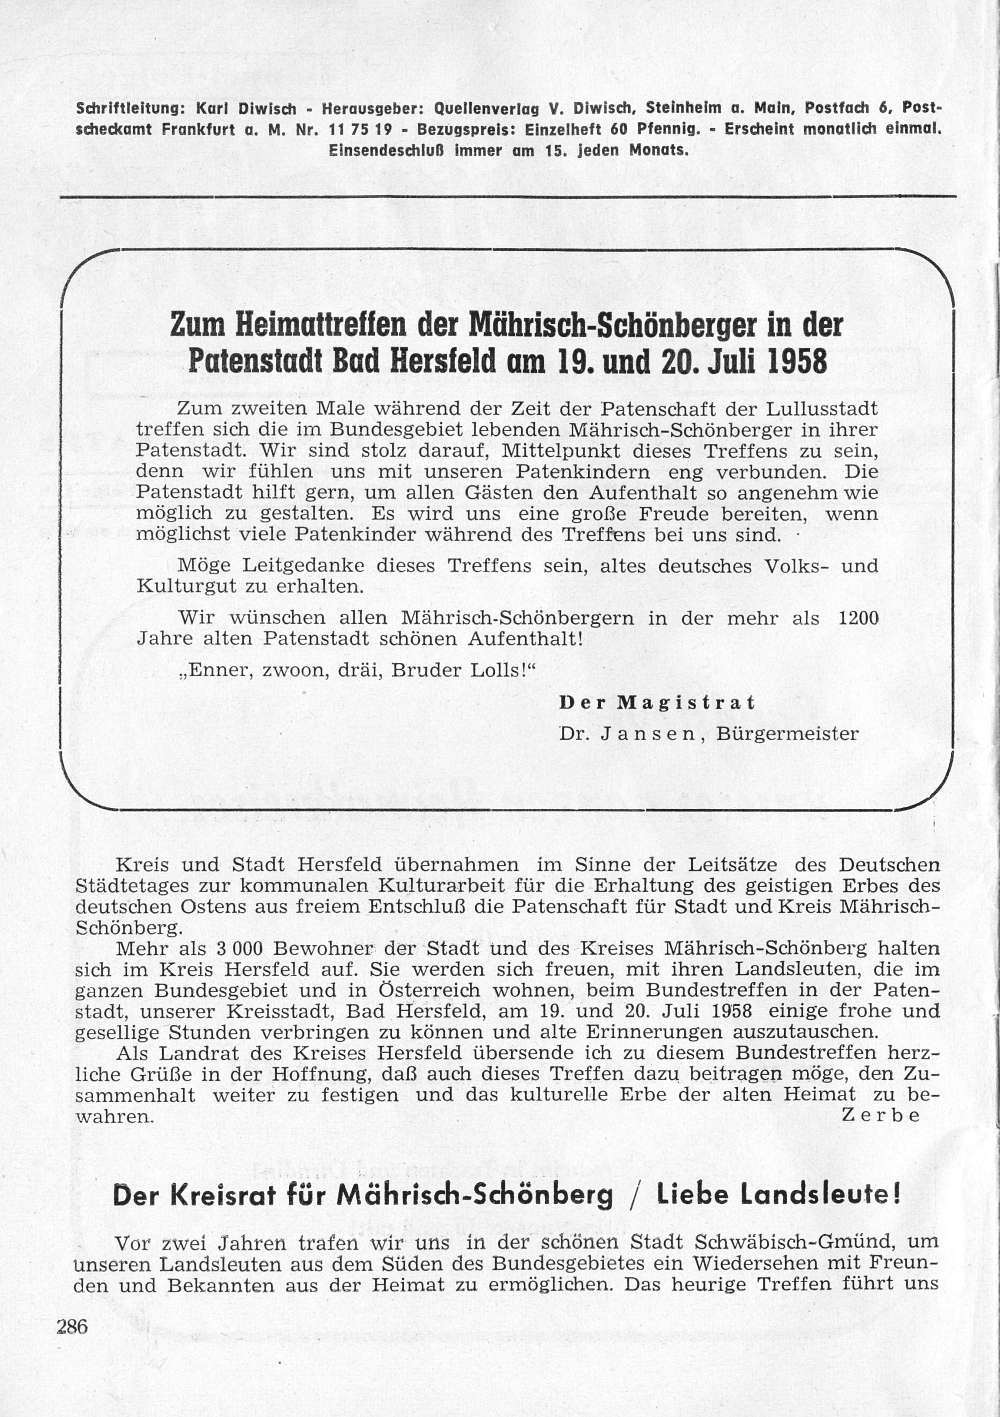 Schriftleitung: Karl Diwisch - Herausgeber: Quellenverlag V. Diwisch, Steinheim a. Main, Postfach 6, Post-
scheckamt Frankfurt a. M. Nr. 11 75 19 - Bezugspreis: Einzelheft 60 Pfennig. - Erscheint monatlich einmal.
Einsendeschluß immer am 15. jeden Monats.
Zum Heimattreffen der Mährisch-Schönberger in der
Patenstadt Bad Hersfeld am 19. und 20. Juli 1958
Zum zweiten Male während der Zeit der Patenschaft der Lullusstadt
treffen sich die im Bundesgebiet lebenden Mährisch-Schönberger in ihrer
Patenstadt. Wir sind stolz darauf, Mittelpunkt dieses Treffens zu sein,
denn wir fühlen uns mit unseren Patenkindern eng verbunden. Die
Patenstadt hilft gern, um allen Gästen den Aufenthalt so angenehm wie
möglich zu gestalten. Es wird uns eine große Freude bereiten, wenn
möglichst viele Patenkinder während des Treffens bei uns sind.
Möge Leitgedanke dieses Treffens sein, altes deutsches Volks- und
Kulturgut zu erhalten.
Wir wünschen allen Mährisch-Schönbergern in der mehr als 1200
Jahre alten Patenstadt schönen Aufenthalt!
„Enner, zwoon, dräi, Bruder Lolls!“
Der Magistrat
Dr. Jansen, Bürgermeister
Kreis und Stadt Hersfeld übernahmen im Sinne der Leitsätze des Deutschen
Städtetages zur kommunalen Kulturarbeit für die Erhaltung des geistigen Erbes des
deutschen Ostens aus freiem Entschluß die Patenschaft für Stadt und Kreis Mährisch-
Schönberg.
Mehr als 3 000 Bewohner der Stadt und des Kreises Mährisch-Schönberg halten
sich im Kreis Hersfeld auf. Sie werden sich freuen, mit ihren Landsleuten, die im
ganzen Bundesgebiet und in Österreich wohnen, beim Bundestreffen in der Paten-
stadt, unserer Kreisstadt, Bad Hersfeld, am 19. und 20. Juli 1958 einige frohe und
gesellige Stunden verbringen zu können und alte Erinnerungen auszutauschen.
Als Landrat des Kreises Hersfeld übersende ich zu diesem Bundestreffen herz-
liche Grüße in der Hoffnung, daß auch dieses Treffen dazu beitragen möge, den Zu-
sammenhalt weiter zu festigen und das kulturelle Erbe der alten Heimat zu be-
wahren. Zerbe
Der Kreisrat für Mährisch-Schönberg / Liebe Landsleute!
Vor zwei Jahren trafen wir uns in der schönen Stadt Schwäbisch-Gmünd, um
unseren Landsleuten aus dem Süden des Bundesgebietes ein Wiedersehen mit Freun-
den und Bekannten aus der Heimat zu ermöglichen. Das heurige Treffen führt uns
286